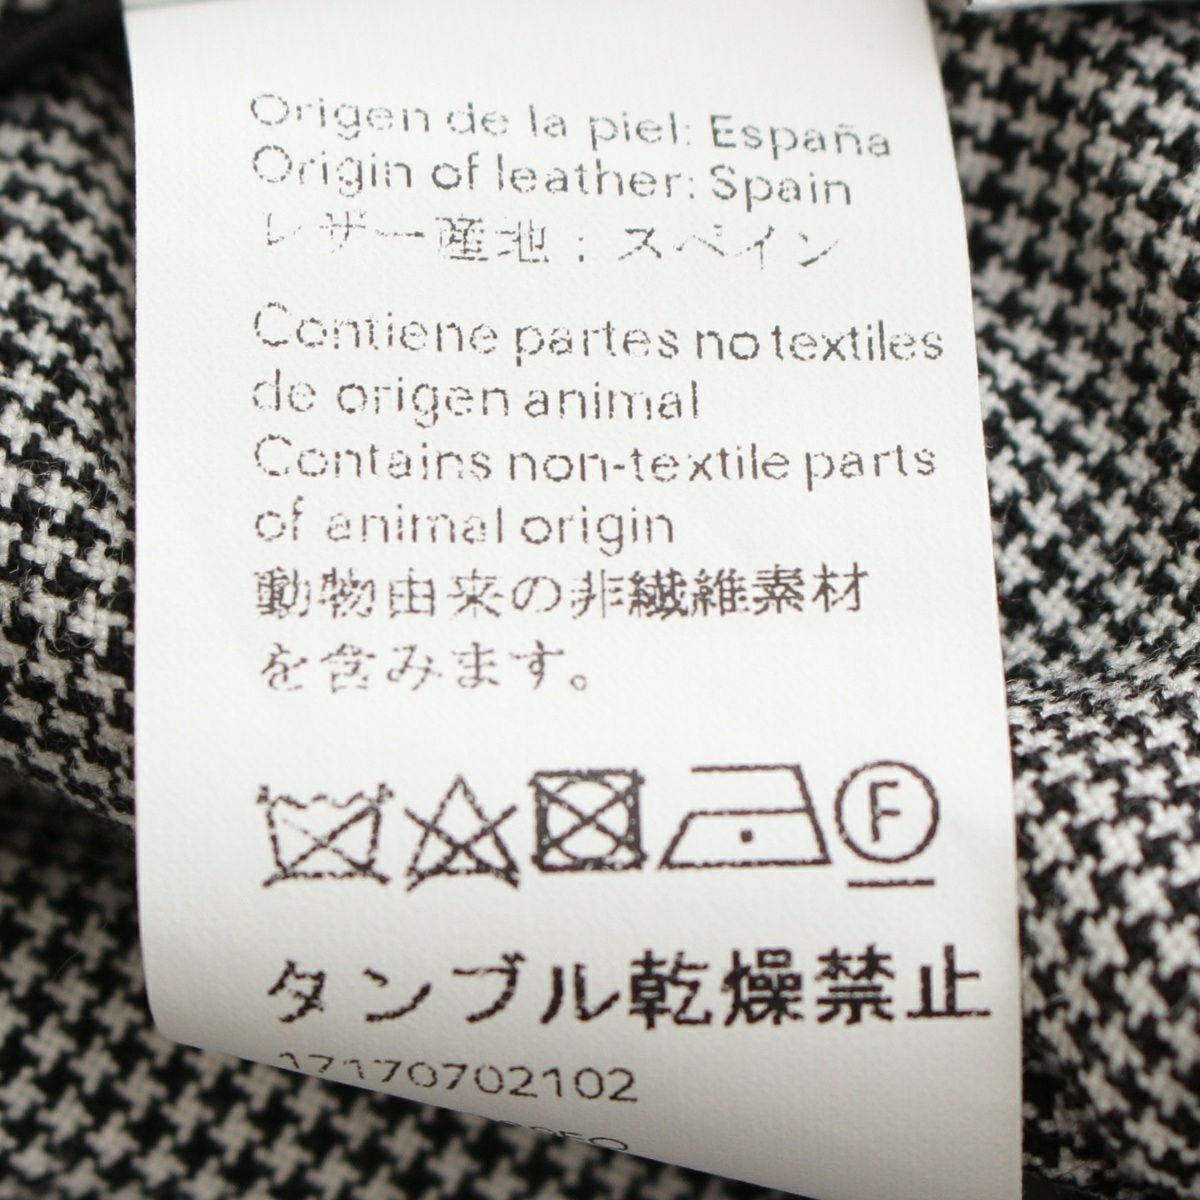 Origen de la piel: España
Origin of leather: Spain
レザー産地：スペイン
Contiene partes no textiles
de origen animal
Contains non-textile parts
of animal origin
動物由来の非繊維素材
を含みます。
F
タンブル乾燥禁止
17170702102